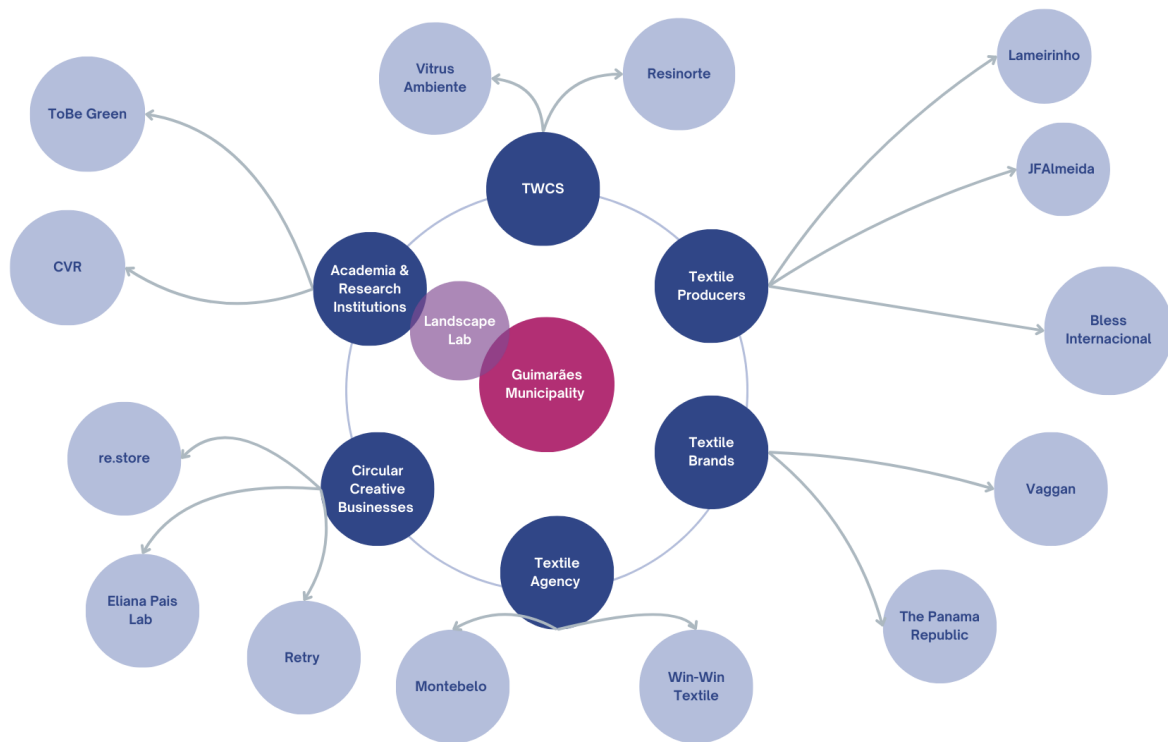 Vitrus
Ambiente
Resinorte
Lameirinho
ToBe Green
JFAlmeida
TWCS
CVR
Academia &
Research
Institutions
Textile
Producers
Landscape
Lab
Bless
Internacional
Guimarães
Municipality
re.store
Circular
Creative
Businesses
Textile
Brands
Vaggan
Textile
Agency
Eliana Pais
Lab
The Panama
Republic
Retry
Montebelo
Win-Win
Textile